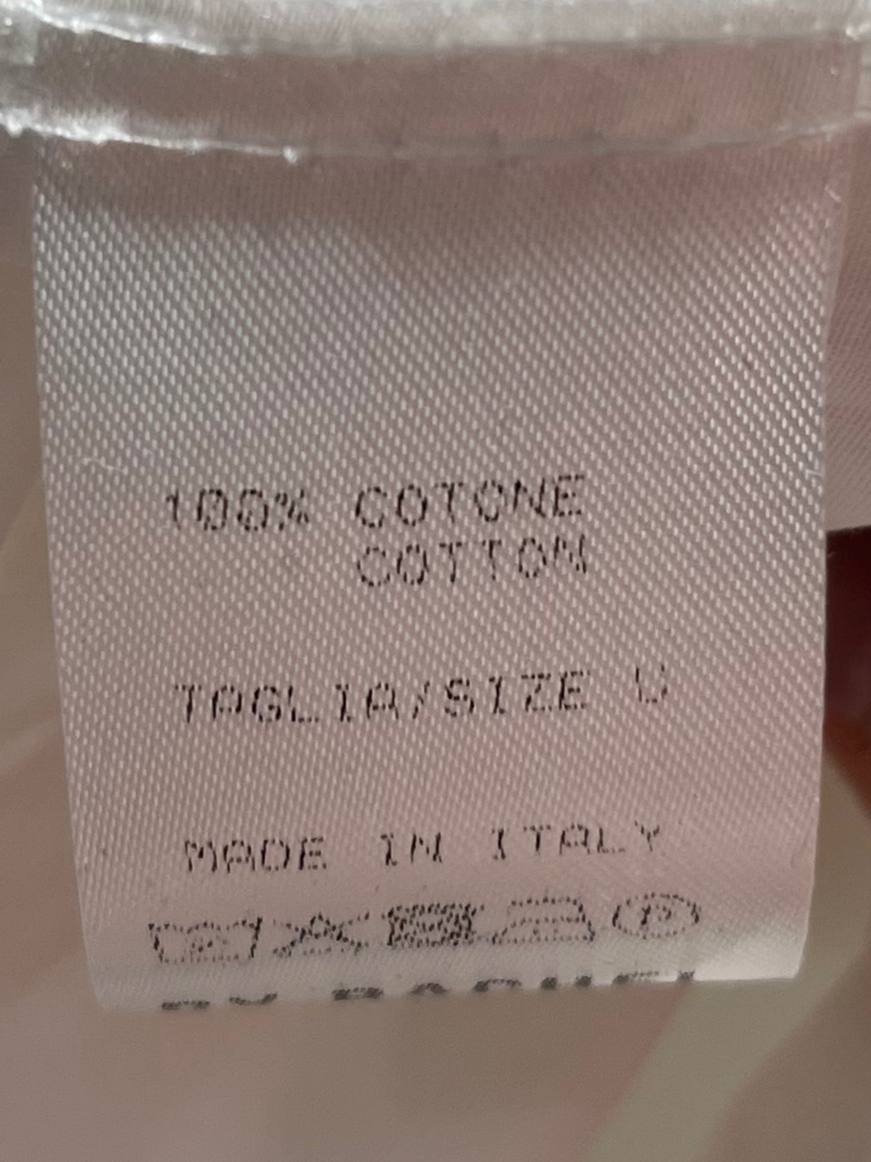 100% COTONE
COTTON
TAGLIA/SIZE U
MADE IN ITALY